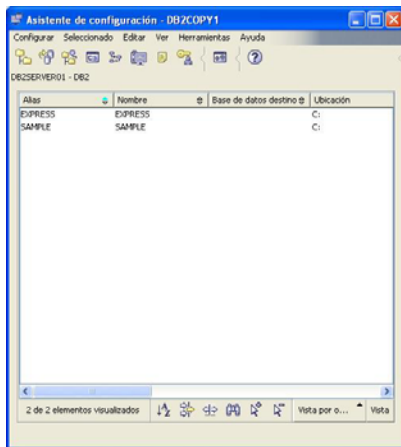 Asistente de configuración - DB2COPY1
Configurar Seleccionado Editar Ver Herramientas Ayuda
DB2SERVER01 - DB2
Alias Nombre Base de datos destino Ubicación
EXPRESS EXPRESS C:
SAMPLE SAMPLE C:
2 de 2 elementos visualizados Vista por o... Vista